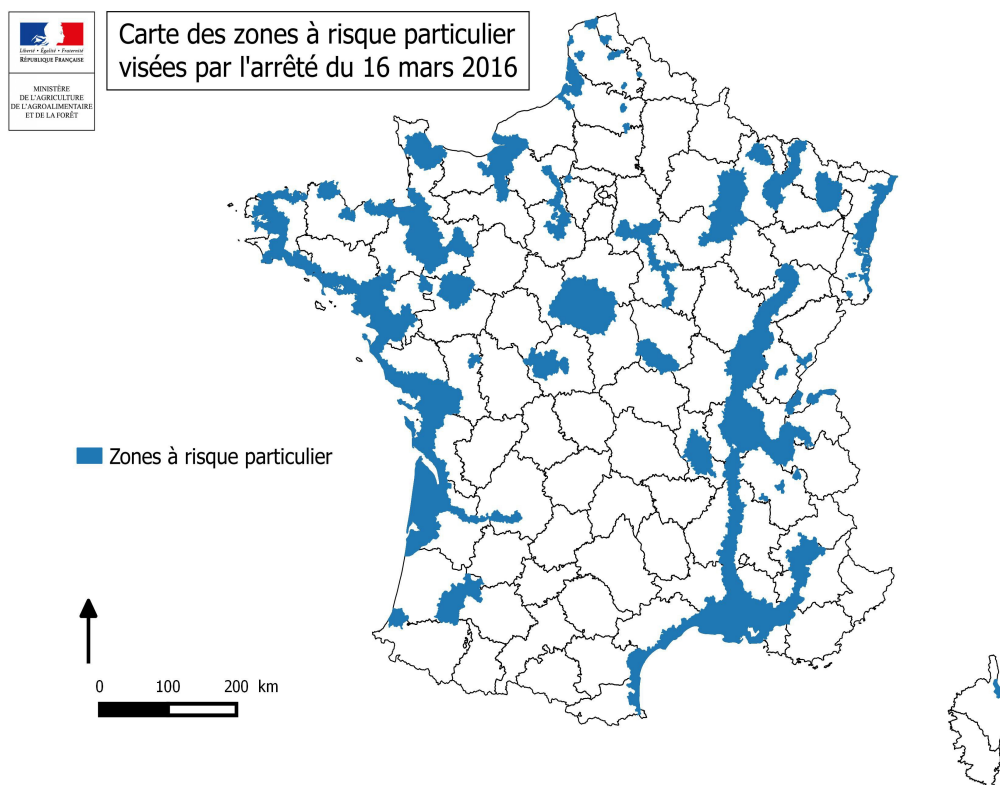 Liberté • Égalité • Fraternité
RÉPUBLIQUE FRANÇAISE
MINISTÈRE
DE L'AGRICULTURE
DE L'AGROALIMENTAIRE
ET DE LA FORÊT
Carte des zones à risque particulier
visées par l'arrêté du 16 mars 2016
Zones à risque particulier
0 100 200 km